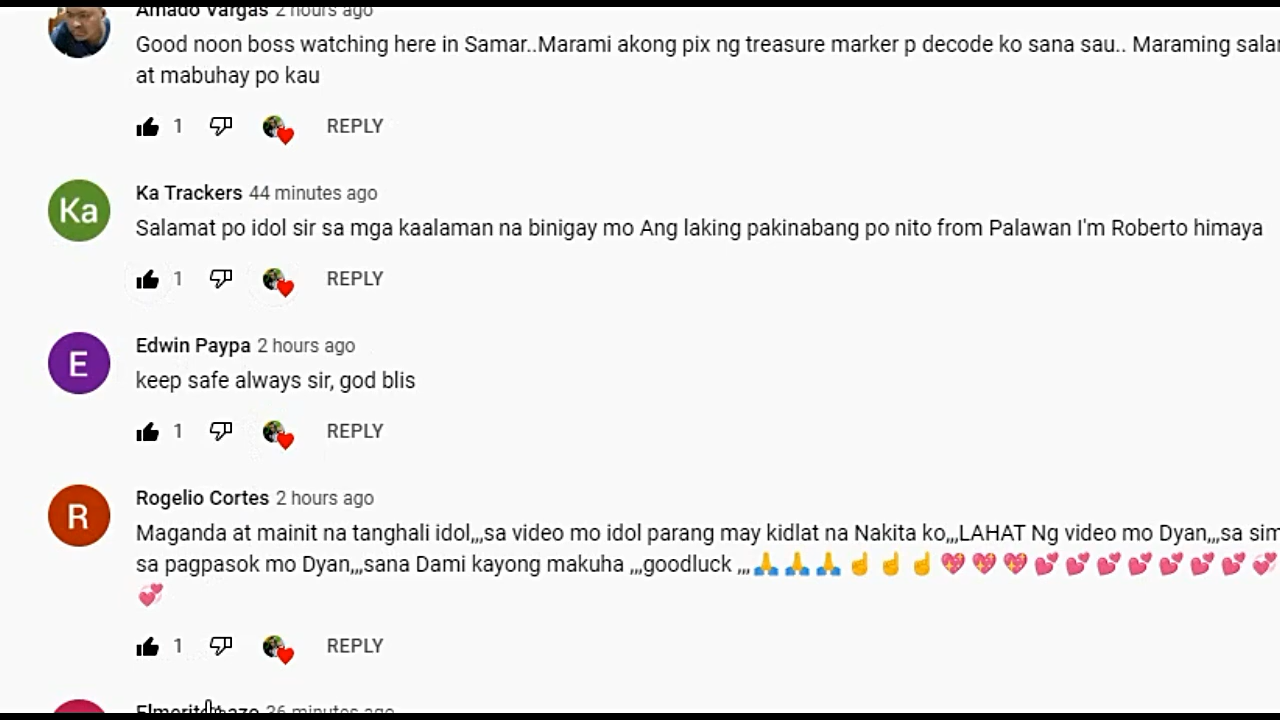 Amado Vargas 2 hours ago
Good noon boss watching here in Samar..Marami akong pix ng treasure marker p decode ko sana sau.. Maraming salar
at mabuhay po kau
1 REPLY
Ka
Ka Trackers 44 minutes ago
Salamat po idol sir sa mga kaalaman na binigay mo Ang laking pakinabang po nito from Palawan I'm Roberto himaya
1 REPLY
E
Edwin Paypa 2 hours ago
keep safe always sir, god blis
1 REPLY
R
Rogelio Cortes 2 hours ago
Maganda at mainit na tanghali idol,,,sa video mo idol parang may kidlat na Nakita ko,,,LAHAT Ng video mo Dyan,,,sa sim
sa pagpasok mo Dyan,,,sana Dami kayong makuha ,,,goodluck ,,,🙏🙏🙏☝☝☝💖💖💖💕💕💕💕💕💕💕💞
💞
1 REPLY
36 minutes ago